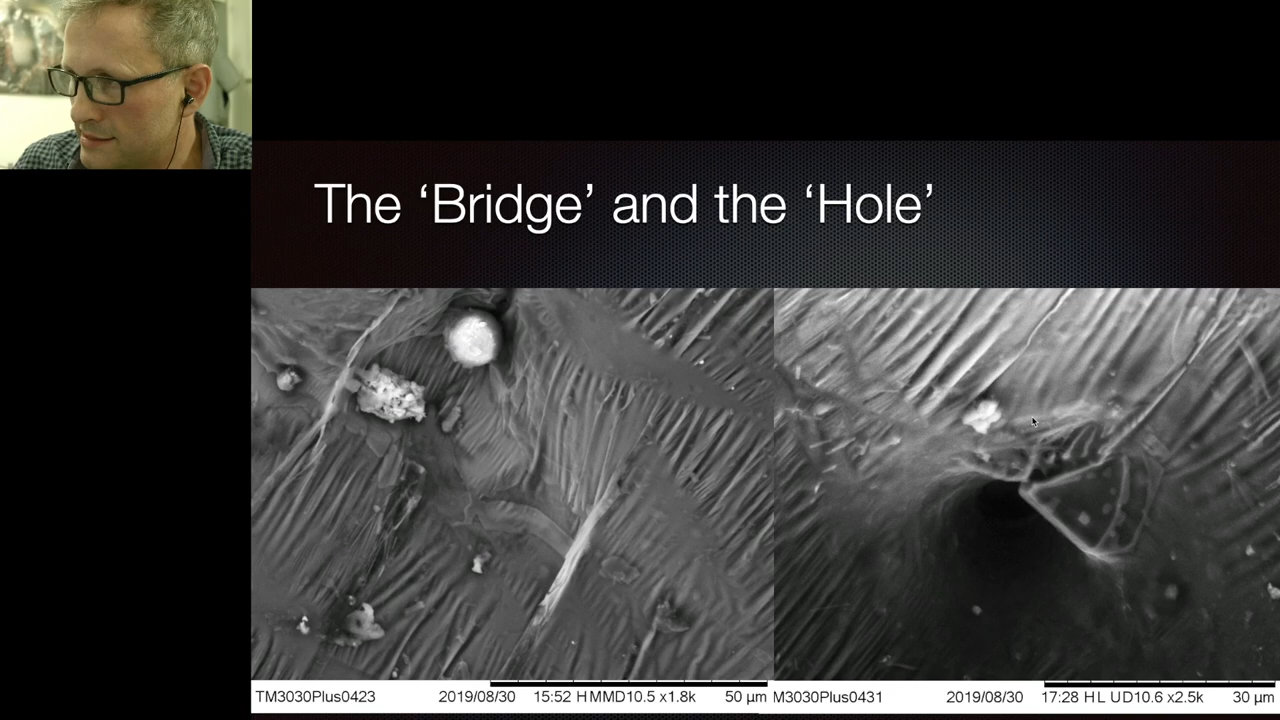 The ‘Bridge’ and the ‘Hole’
TM3030Plus0423 2019/08/30 15:52 HMMD10.5 x1.8k 50 µm
M3030Plus0431 2019/08/30 17:28 HL UD10.6 x2.5k 30 µm